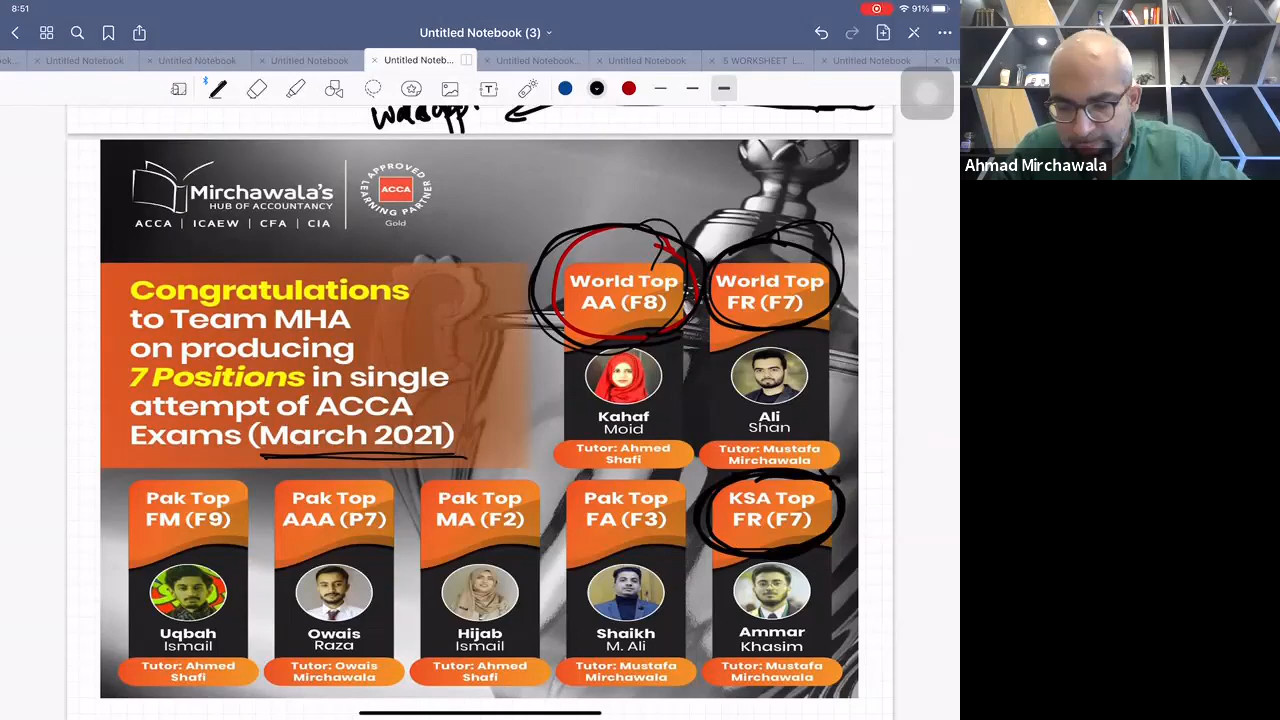 8:51
91%
Untitled Notebook (3)
Untitled Notebook
Untitled Notebook
Untitled Noteb...
Untitled Notebook
Untitled Notebook
5 WORKSHEET L...
Untitled Notebook
Ahmad Mirchawala
Mirchawala's
HUB OF ACCOUNTANCY
ACCA | ICAEW | CFA | CIA
APPROVED
LEARNING PARTNER
ACCA
Gold
Congratulations
to Team MHA
on producing
7 Positions in single
attempt of ACCA
Exams (March 2021)
World Top
AA (F8)
Kahaf
Moid
Tutor: Ahmed
Shafi
World Top
FR (F7)
Ali
Shan
Tutor: Mustafa
Mirchawala
Pak Top
FM (F9)
Uqbah
Ismail
Tutor: Ahmed
Shafi
Pak Top
AAA (P7)
Owais
Raza
Tutor: Owais
Mirchawala
Pak Top
MA (F2)
Hijab
Ismail
Tutor: Ahmed
Shafi
Pak Top
FA (F3)
Shaikh
M. Ali
Tutor: Mustafa
Mirchawala
KSA Top
FR (F7)
Ammar
Khasim
Tutor: Mustafa
Mirchawala